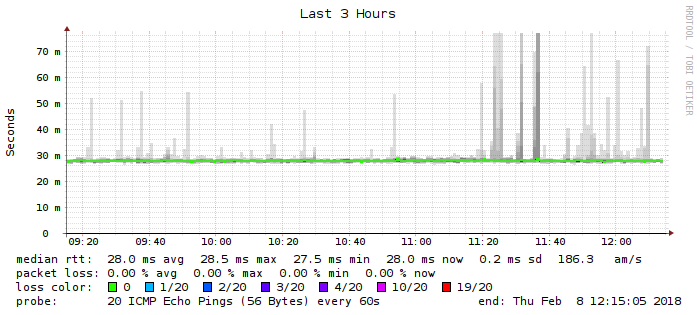 Last 3 Hours
RRDTOOL / TOBI OETIKER
Seconds
70 m
60 m
50 m
40 m
30 m
20 m
10 m
0
09:20 09:40 10:00 10:20 10:40 11:00 11:20 11:40 12:00
median rtt: 28.0 ms avg 28.5 ms max 27.5 ms min 28.0 ms now 0.2 ms sd 186.3 am/s
packet loss: 0.00 % avg 0.00 % max 0.00 % min 0.00 % now
loss color: 0 1/20 2/20 3/20 4/20 10/20 19/20
probe: 20 ICMP Echo Pings (56 Bytes) every 60s end: Thu Feb 8 12:15:05 2018